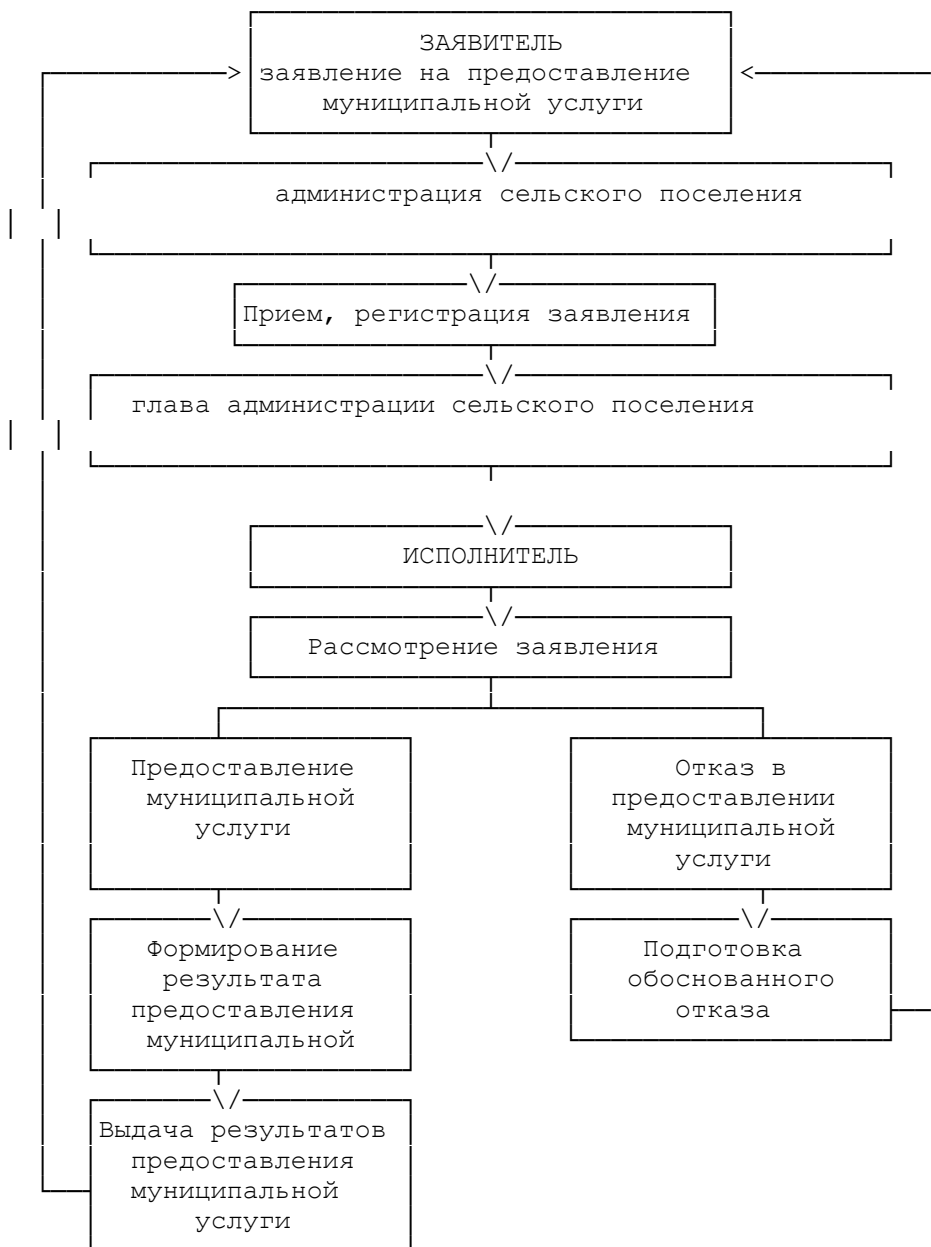 ЗАЯВИТЕЛЬ
заявление на предоставление
муниципальной услуги
администрация сельского поселения
Прием, регистрация заявления
глава администрации сельского поселения
ИСПОЛНИТЕЛЬ
Рассмотрение заявления
Предоставление
муниципальной
услуги
Отказ в
предоставлении
муниципальной
услуги
Формирование
результата
предоставления
муниципальной
Подготовка
обоснованного
отказа
Выдача результатов
предоставления
муниципальной
услуги